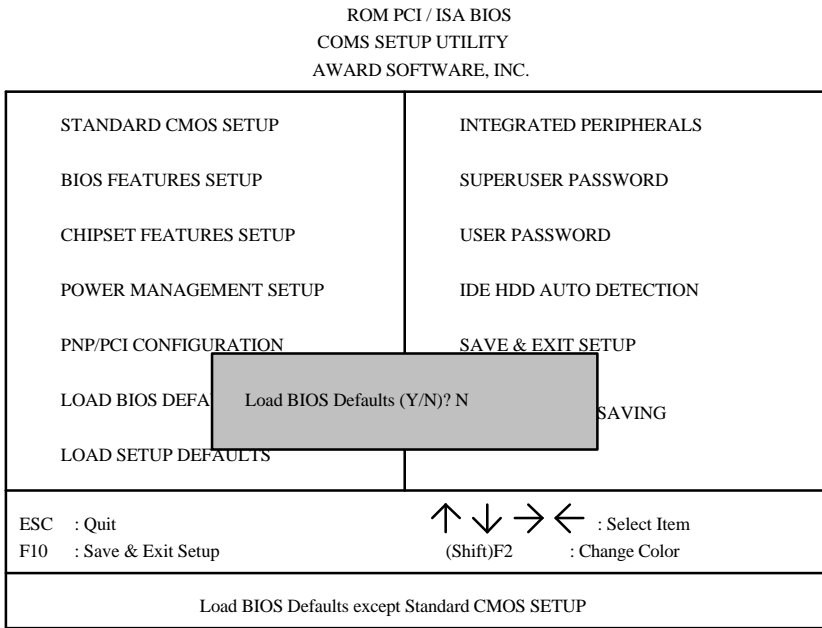 ROM PCI / ISA BIOS
COMS SETUP UTILITY
AWARD SOFTWARE, INC.
STANDARD CMOS SETUP
INTEGRATED PERIPHERALS
BIOS FEATURES SETUP
SUPERUSER PASSWORD
CHIPSET FEATURES SETUP
USER PASSWORD
POWER MANAGEMENT SETUP
IDE HDD AUTO DETECTION
PNP/PCI CONFIGURATION
SAVE & EXIT SETUP
LOAD BIOS DEFA
Load BIOS Defaults (Y/N)? N
SAVING
LOAD SETUP DEFAULTS
ESC : Quit
↑ ↓ → ← : Select Item
F10 : Save & Exit Setup
(Shift)F2 : Change Color
Load BIOS Defaults except Standard CMOS SETUP